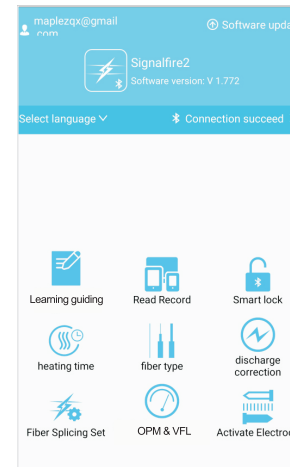 maplezqx@gmail
.com
Software upda
Signalfire2
Software version: V 1.772
Select language
Connection succeed
Learning guiding
Read Record
Smart lock
heating time
fiber type
discharge
correction
Fiber Splicing Set
OPM & VFL
Activate Electrod